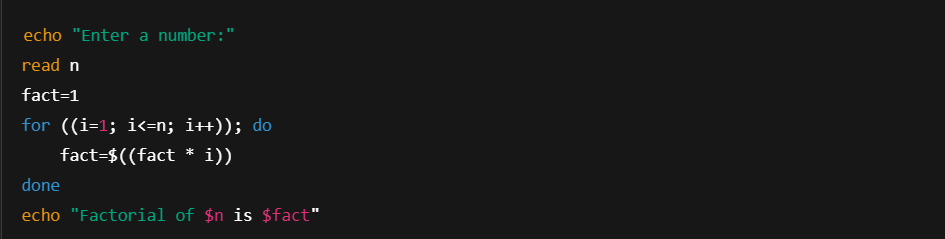 echo "Enter a number:"
read n
fact=1
for ((i=1; i<=n; i++)); do
    fact=$((fact * i))
done
echo "Factorial of $n is $fact"